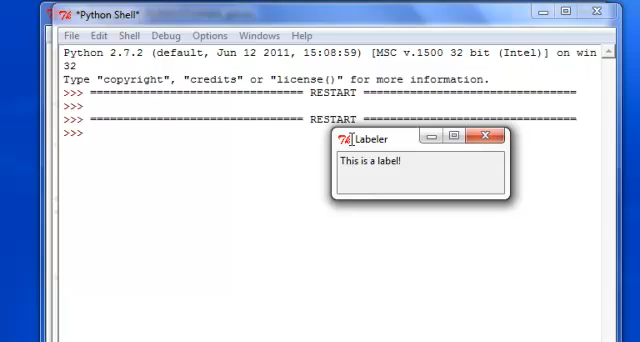 *Python Shell*
File Edit Shell Debug Options Windows Help
Python 2.7.2 (default, Jun 12 2011, 15:08:59) [MSC v.1500 32 bit (Intel)] on win
32
Type "copyright", "credits" or "license()" for more information.
>>> ================================ RESTART ================================
>>>
>>> ================================ RESTART ================================
>>>
Labeler
This is a label!